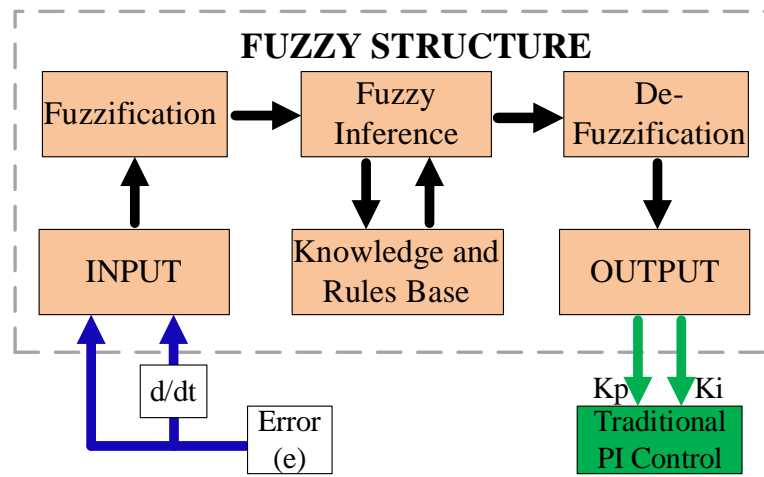 FUZZY STRUCTURE
Fuzzification
Fuzzy
Inference
De-
Fuzzification
INPUT
Knowledge and
Rules Base
OUTPUT
d/dt
Error
(e)
Kp
Ki
Traditional
PI Control